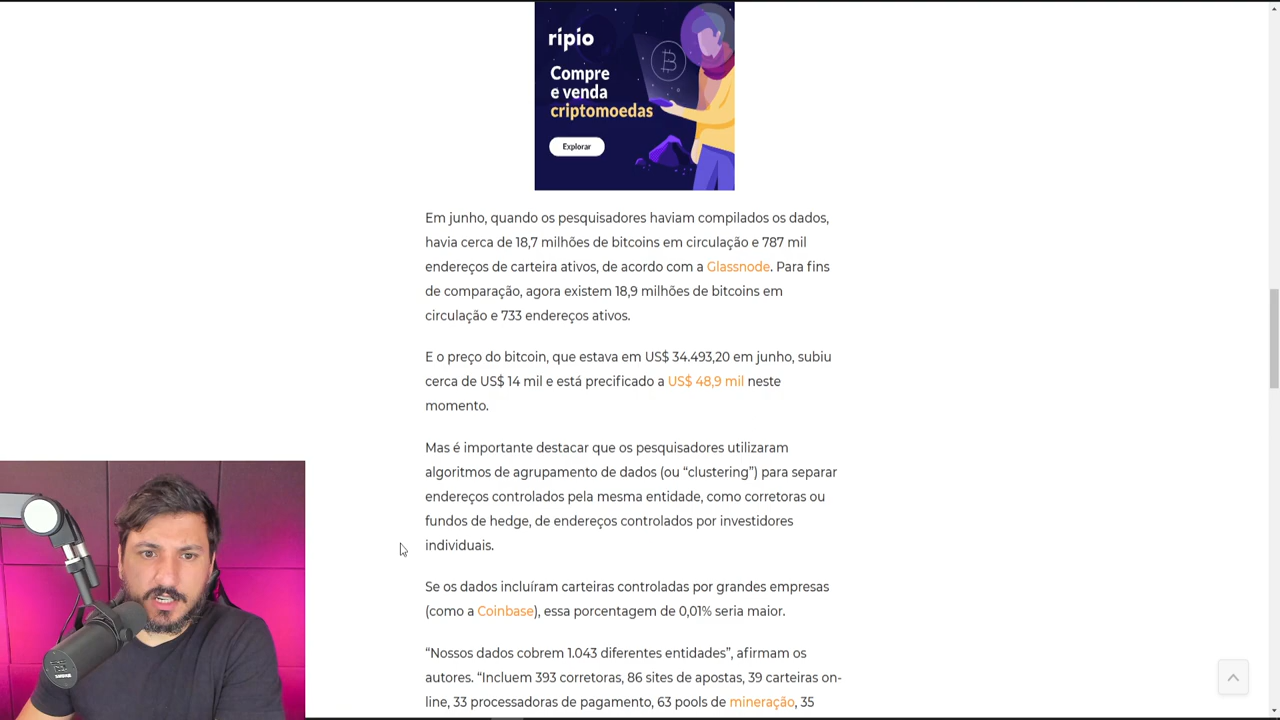 ripio
Compre
e venda
criptomoedas
Explorar
Em junho, quando os pesquisadores haviam compilados os dados,
havia cerca de 18,7 milhões de bitcoins em circulação e 787 mil
endereços de carteira ativos, de acordo com a Glassnode. Para fins
de comparação, agora existem 18,9 milhões de bitcoins em
circulação e 733 endereços ativos.
E o preço do bitcoin, que estava em US$ 34.493,20 em junho, subiu
cerca de US$ 14 mil e está precificado a US$ 48,9 mil neste
momento.
Mas é importante destacar que os pesquisadores utilizaram
algoritmos de agrupamento de dados (ou “clustering”) para separar
endereços controlados pela mesma entidade, como corretoras ou
fundos de hedge, de endereços controlados por investidores
individuais.
Se os dados incluíram carteiras controladas por grandes empresas
(como a Coinbase), essa porcentagem de 0,01% seria maior.
“Nossos dados cobrem 1.043 diferentes entidades”, afirmam os
autores. “Incluem 393 corretoras, 86 sites de apostas, 39 carteiras on-
line, 33 processadores de pagamento, 63 pools de mineração, 35